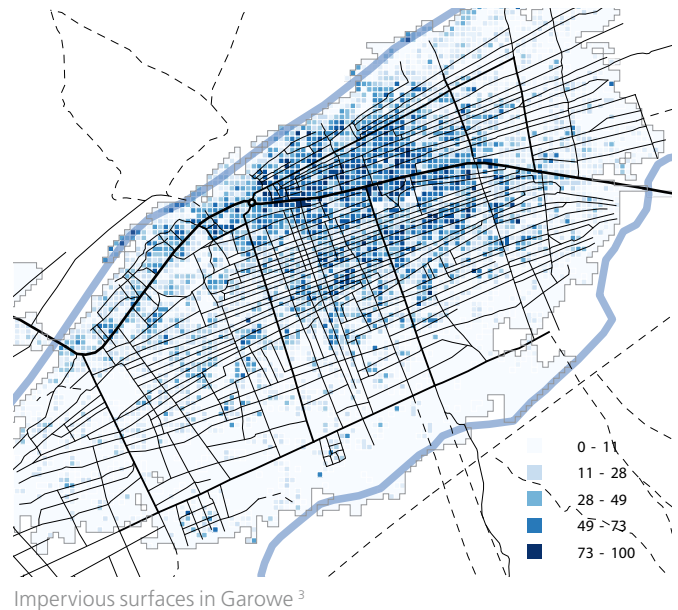 0 - 11
11 - 28
28 - 49
49 - 73
73 - 100
Impervious surfaces in Garowe 3